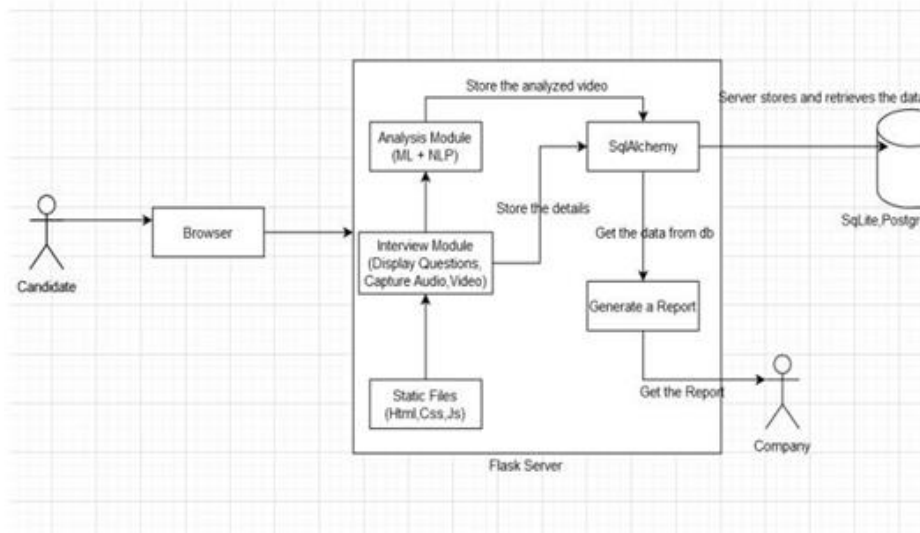 Store the analyzed video
Server stores and retrieves the data
Analysis Module
(ML + NLP)
SqlAlchemy
Store the details
Browser
Get the data from db
SqLite,Postgr
Interview Module
(Display Questions,
Capture Audio,Video)
Candidate
Generate a Report
Static Files
(Html,Css,Js)
Get the Report
Company
Flask Server